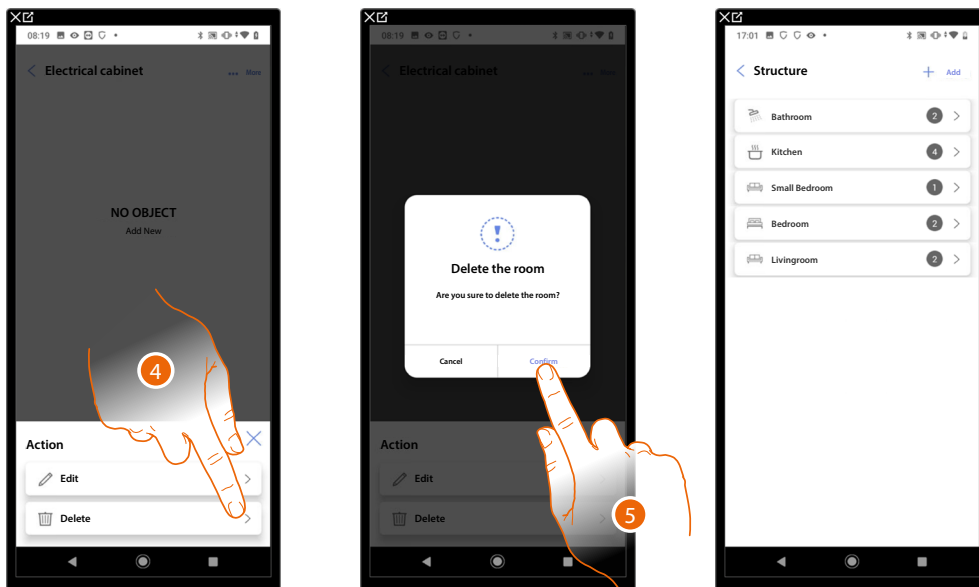 08:19
Electrical cabinet
More
NO OBJECT
Add New
4
Action
Edit
Delete
08:19
Electrical cabinet
More
Delete the room
Are you sure to delete the room?
Cancel
Confirm
Action
Edit
Delete
5
17:01
Structure
Add
Bathroom
2
Kitchen
4
Small Bedroom
1
Bedroom
2
Livingroom
2